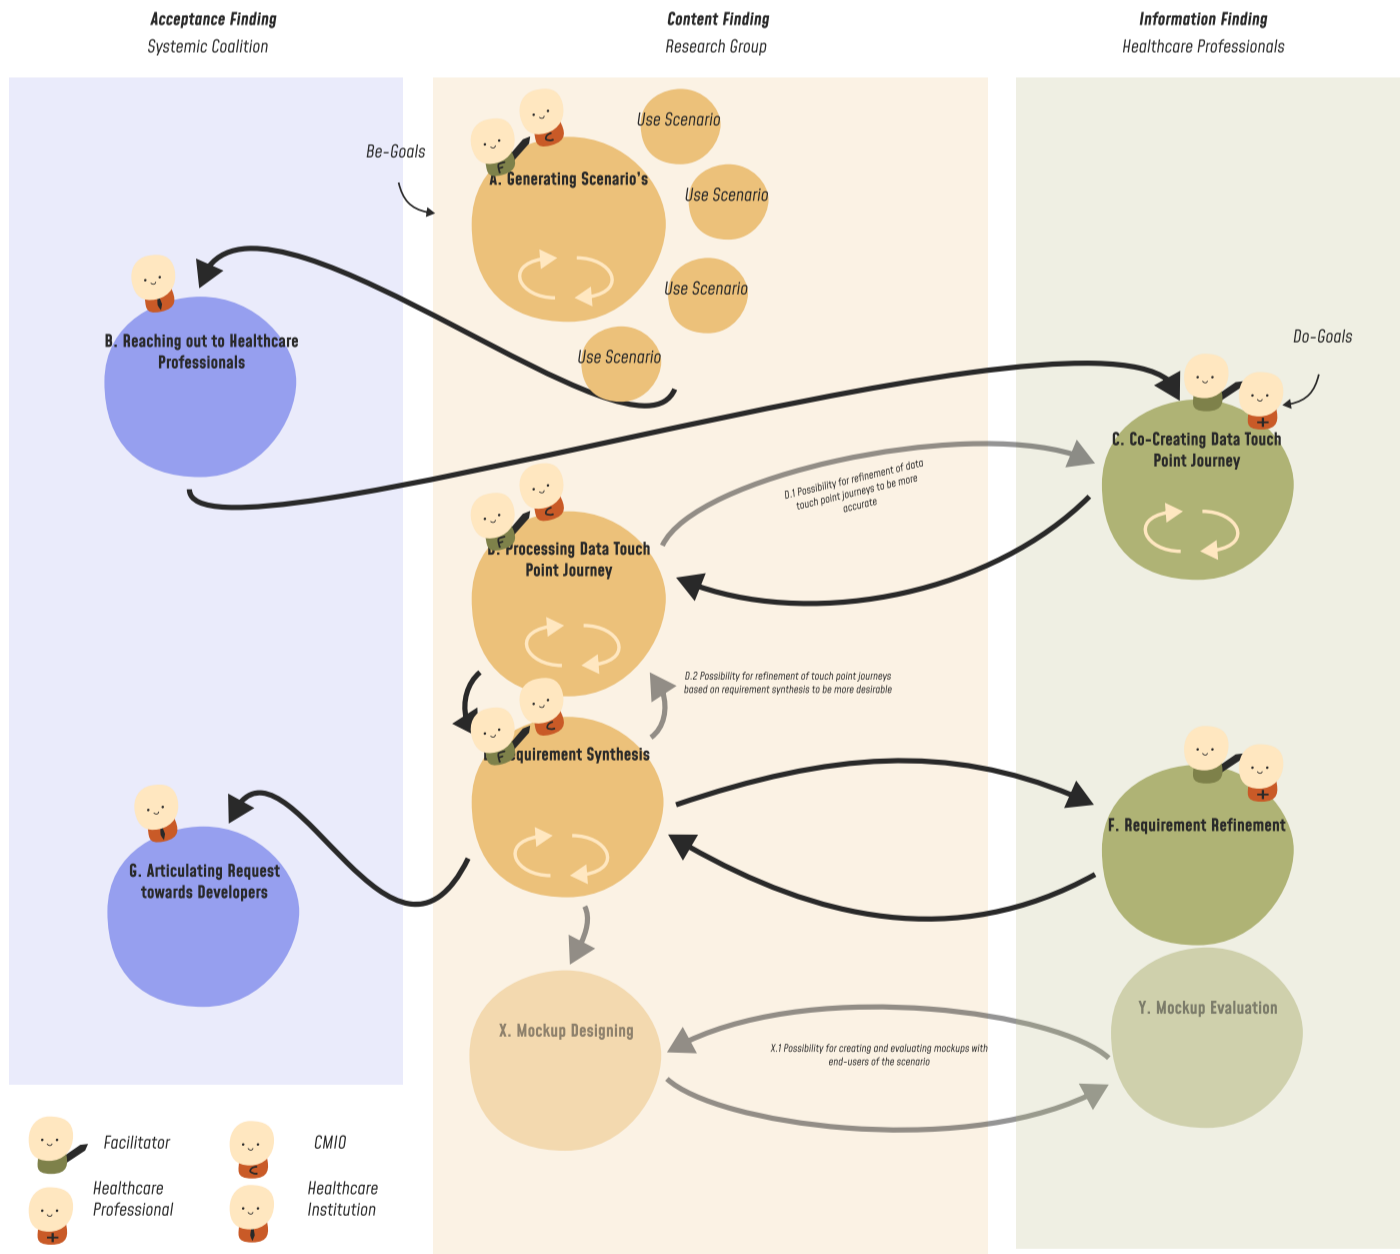 Acceptance Finding
Systemic Coalition
Content Finding
Research Group
Information Finding
Healthcare Professionals
Be-Goals
A. Generating Scenario's
Use Scenario
Use Scenario
Use Scenario
Use Scenario
B. Reaching out to Healthcare
Professionals
Do-Goals
C. Co-Creating Data Touch
Point Journey
D.1 Possibility for refinement of data
touch point journeys to be more
accurate
F
D. Processing Data Touch
Point Journey
D.2 Possibility for refinement of touch point journeys
based on requirement synthesis to be more desirable
F
Synthesis
F. Requirement Refinement
G. Articulating Request
towards Developers
X. Mockup Designing
Y. Mockup Evaluation
X.1 Possibility for creating and evaluating mockups with
end-users of the scenario
Facilitator
CMIO
Healthcare
Professional
Healthcare
Institution